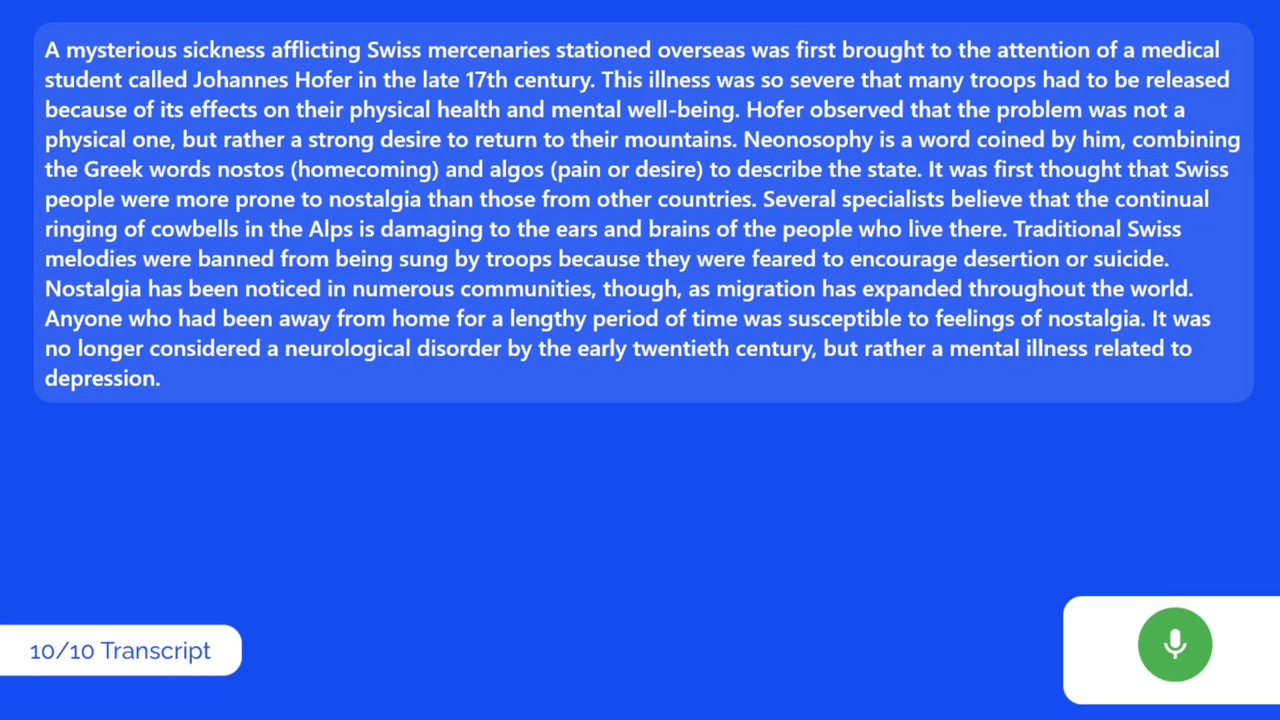 A mysterious sickness afflicting Swiss mercenaries stationed overseas was first brought to the attention of a medical
student called Johannes Hofer in the late 17th century. This illness was so severe that many troops had to be released
because of its effects on their physical health and mental well-being. Hofer observed that the problem was not a
physical one, but rather a strong desire to return to their mountains. Neonosophy is a word coined by him, combining
the Greek words nostos (homecoming) and algos (pain or desire) to describe the state. It was first thought that Swiss
people were more prone to nostalgia than those from other countries. Several specialists believe that the continual
ringing of cowbells in the Alps is damaging to the ears and brains of the people who live there. Traditional Swiss
melodies were banned from being sung by troops because they were feared to encourage desertion or suicide.
Nostalgia has been noticed in numerous communities, though, as migration has expanded throughout the world.
Anyone who had been away from home for a lengthy period of time was susceptible to feelings of nostalgia. It was
no longer considered a neurological disorder by the early twentieth century, but rather a mental illness related to
depression.
10/10 Transcript